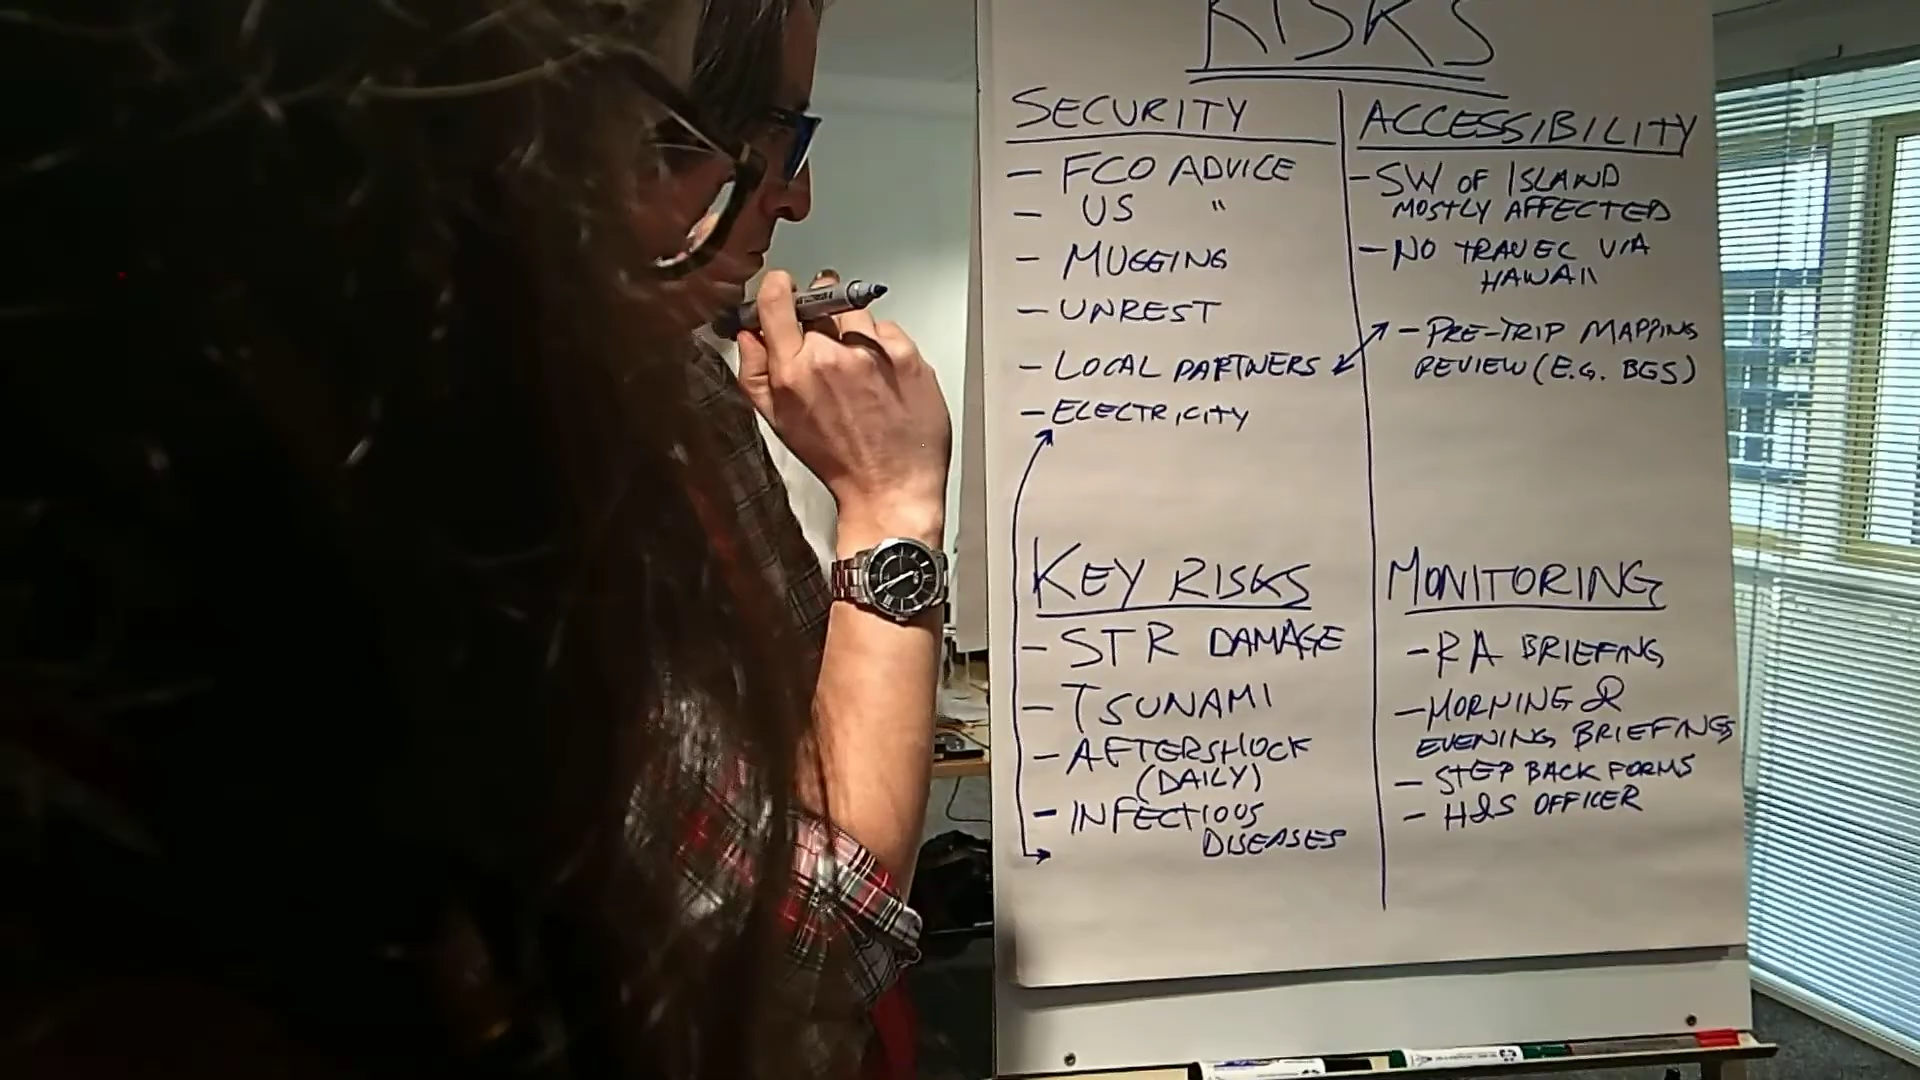 RISKS
SECURITY
- FCO ADVICE
- US "
- MUGGING
- UNREST
- LOCAL PARTNERS
- ELECTRICITY
ACCESSIBILITY
- SW OF ISLAND
MOSTLY AFFECTED
- NO TRAVEL VIA
HAWAII
- PRE-TRIP MAPPING
REVIEW (E.G. BGS)
KEY RISKS
- STR DAMAGE
- TSUNAMI
- AFTERSHOCK
(DAILY)
- INFECTIOUS
DISEASES
MONITORING
- RA BRIEFING
- MORNING &
EVENING BRIEFINGS
- STEP BACK FORMS
- H&S OFFICER